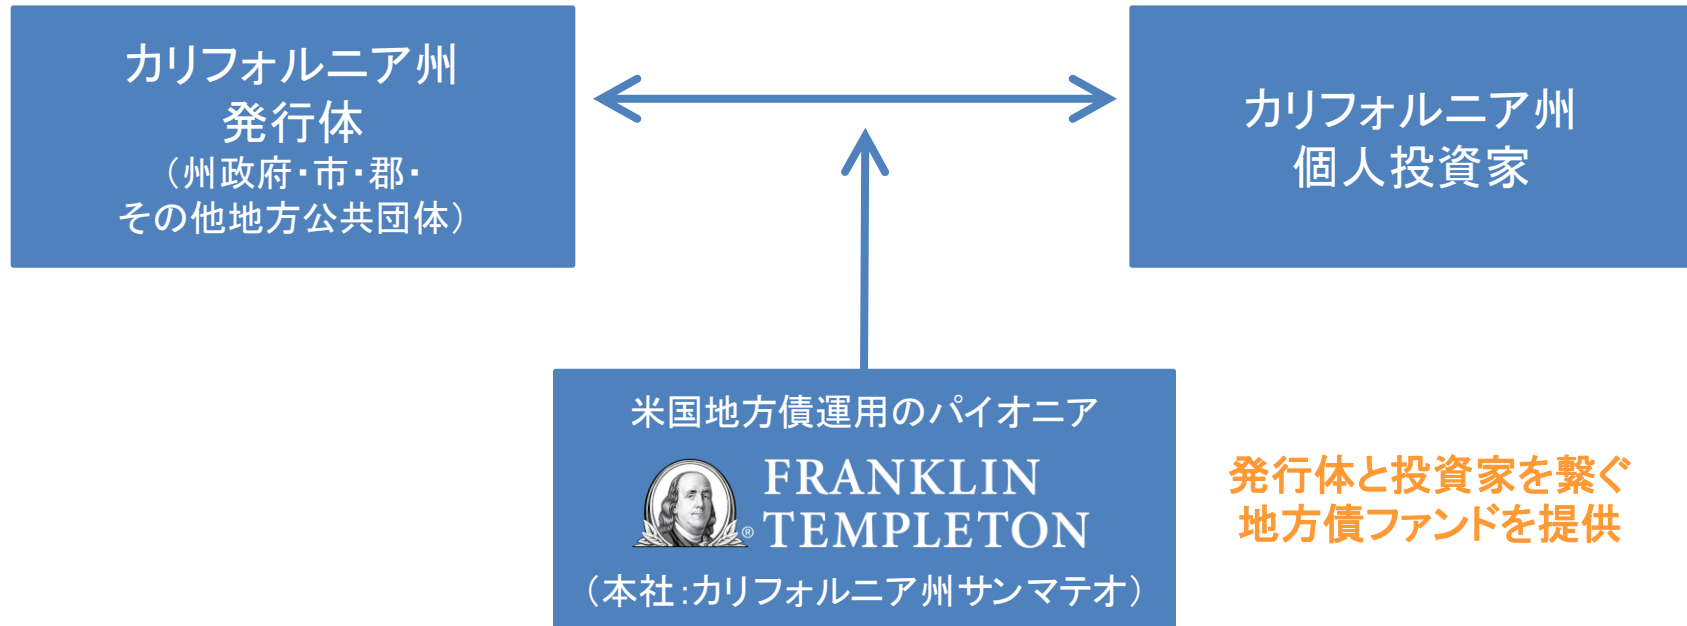 カリフォルニア州
発行体
（州政府・市・郡・
その他地方公共団体）
カリフォルニア州
個人投資家
米国地方債運用のパイオニア
FRANKLIN
® TEMPLETON
（本社：カリフォルニア州サンマテオ）
発行体と投資家を繋ぐ
地方債ファンドを提供